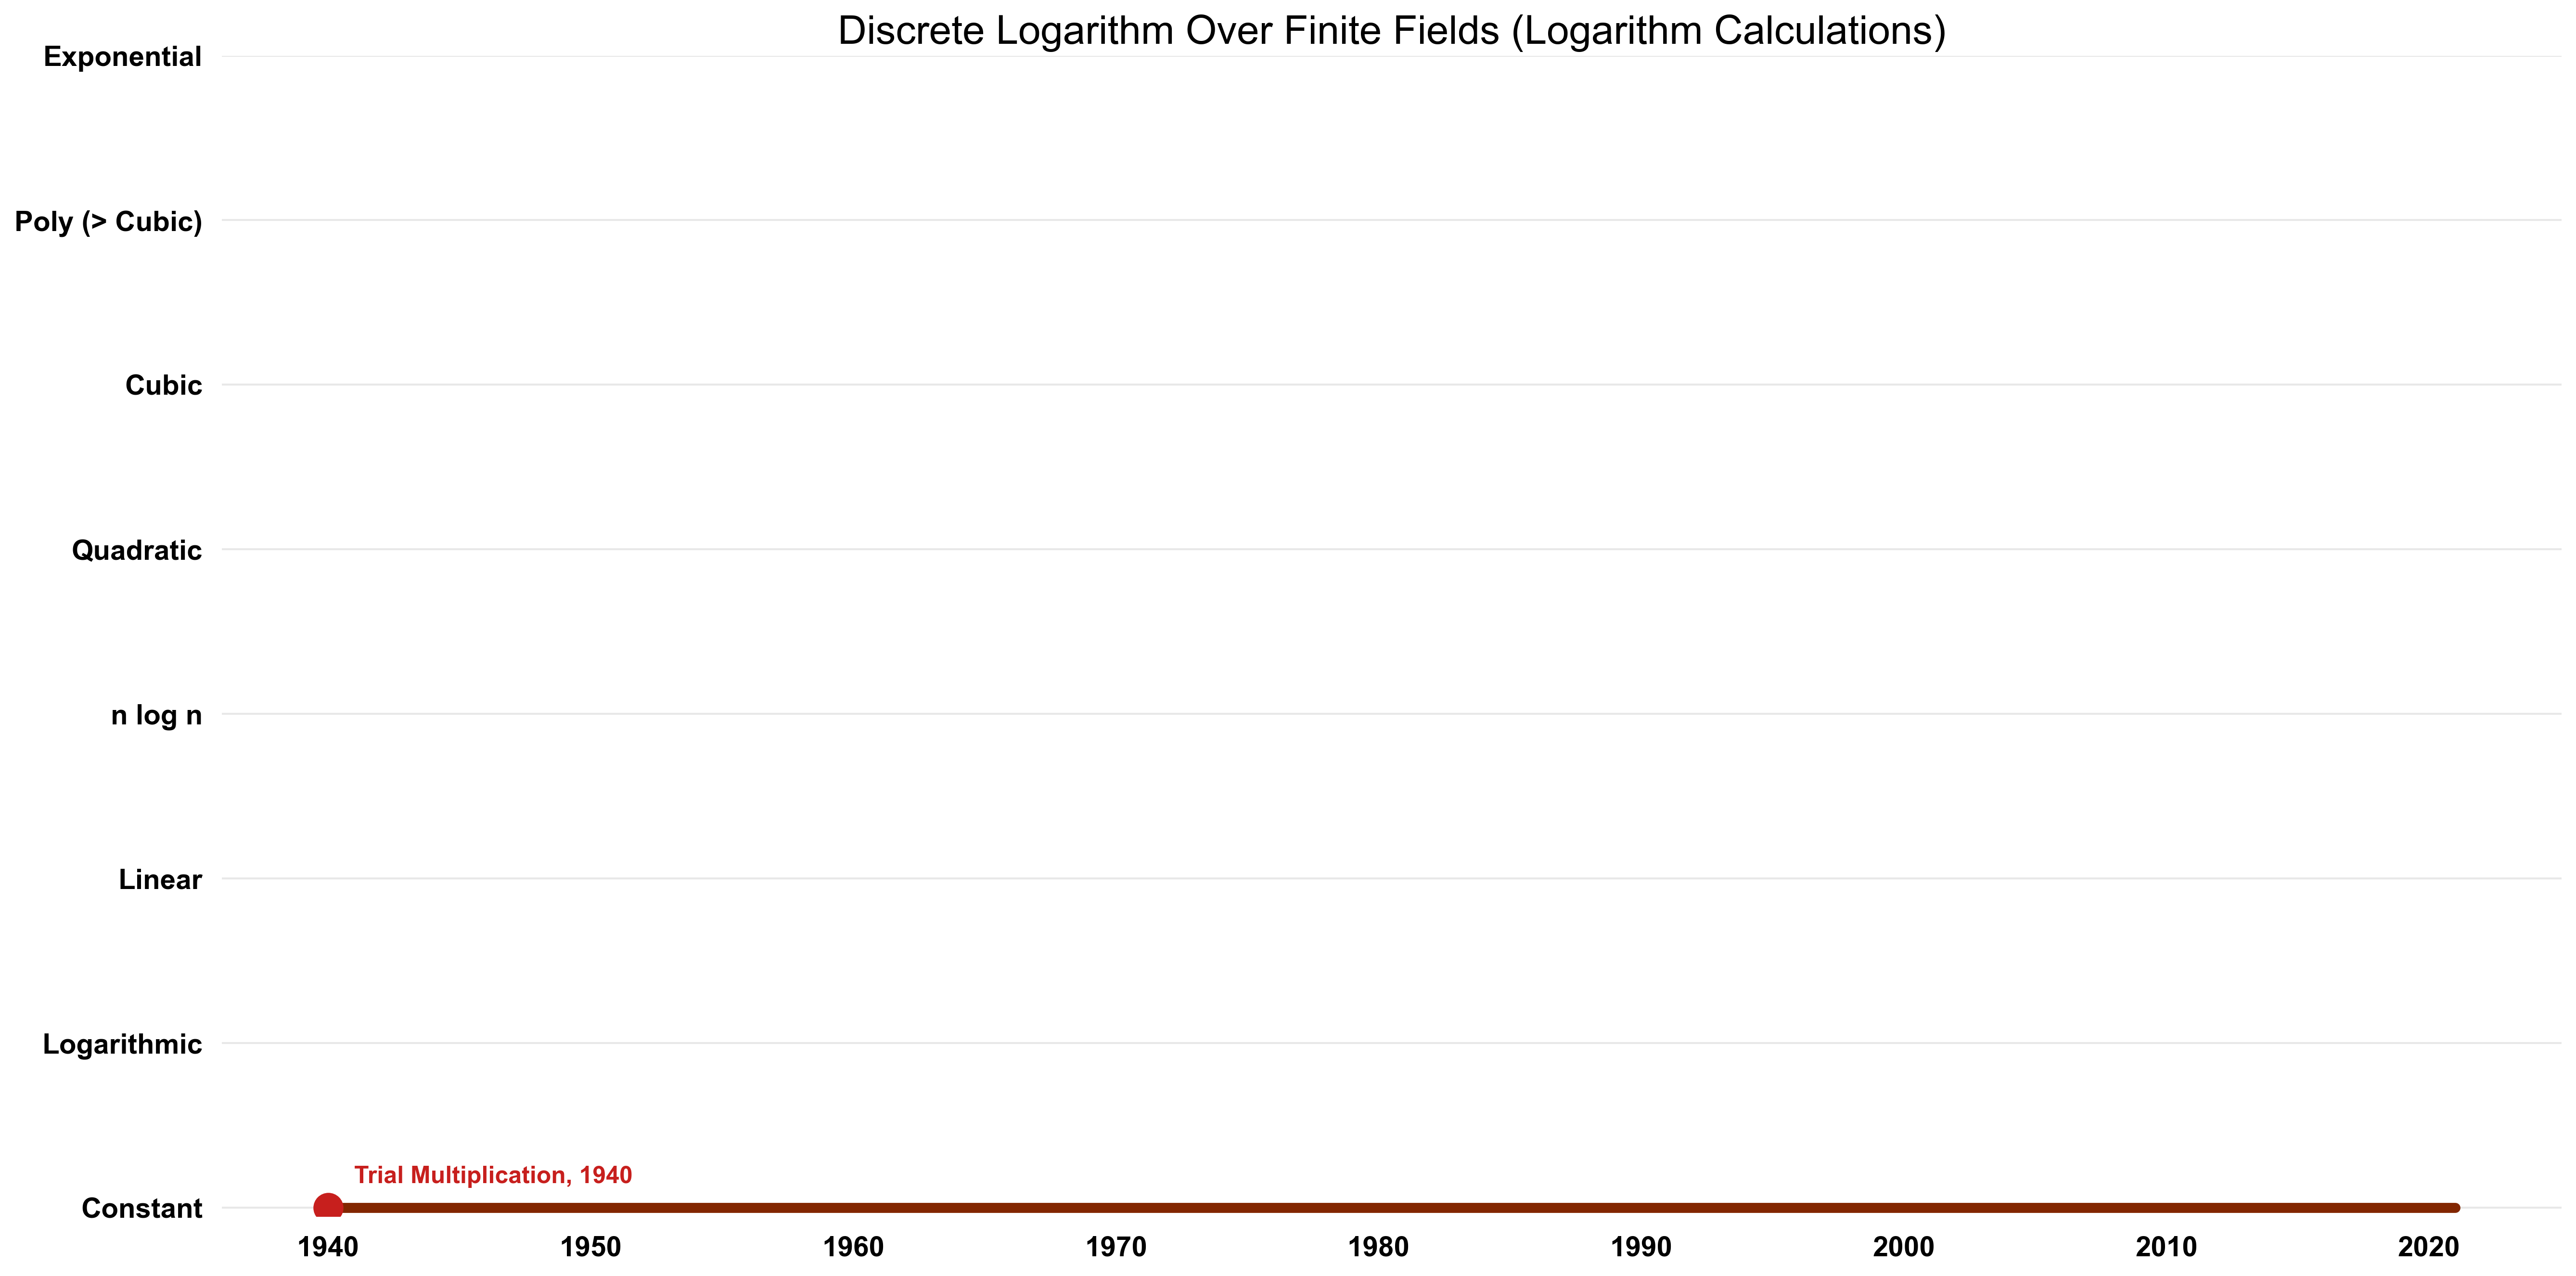 Discrete Logarithm Over Finite Fields (Logarithm Calculations)
Exponential
Poly (> Cubic)
Cubic
Quadratic
n log n
Linear
Logarithmic
Trial Multiplication, 1940
Constant
1940 1950 1960 1970 1980 1990 2000 2010 2020